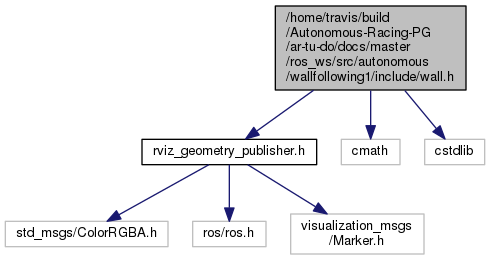 /home/travis/build
/Autonomous-Racing-PG
/ar-tu-do/docs/master
/ros_ws/src/autonomous
/wallfollowing1/include/wall.h
rviz_geometry_publisher.h
cmath
cstdlib
std_msgs/ColorRGBA.h
ros/ros.h
visualization_msgs
/Marker.h